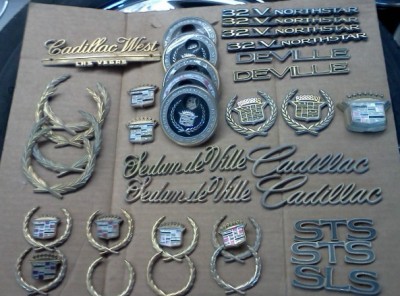 32V NORTHSTAR
32V NORTHSTAR
32V NORTHSTAR
Cadillac West
LAS VEGAS
DEVILLE
DEVILLE
Sedan de Ville Cadillac
Sedan de Ville Cadillac
STS
STS
SLS